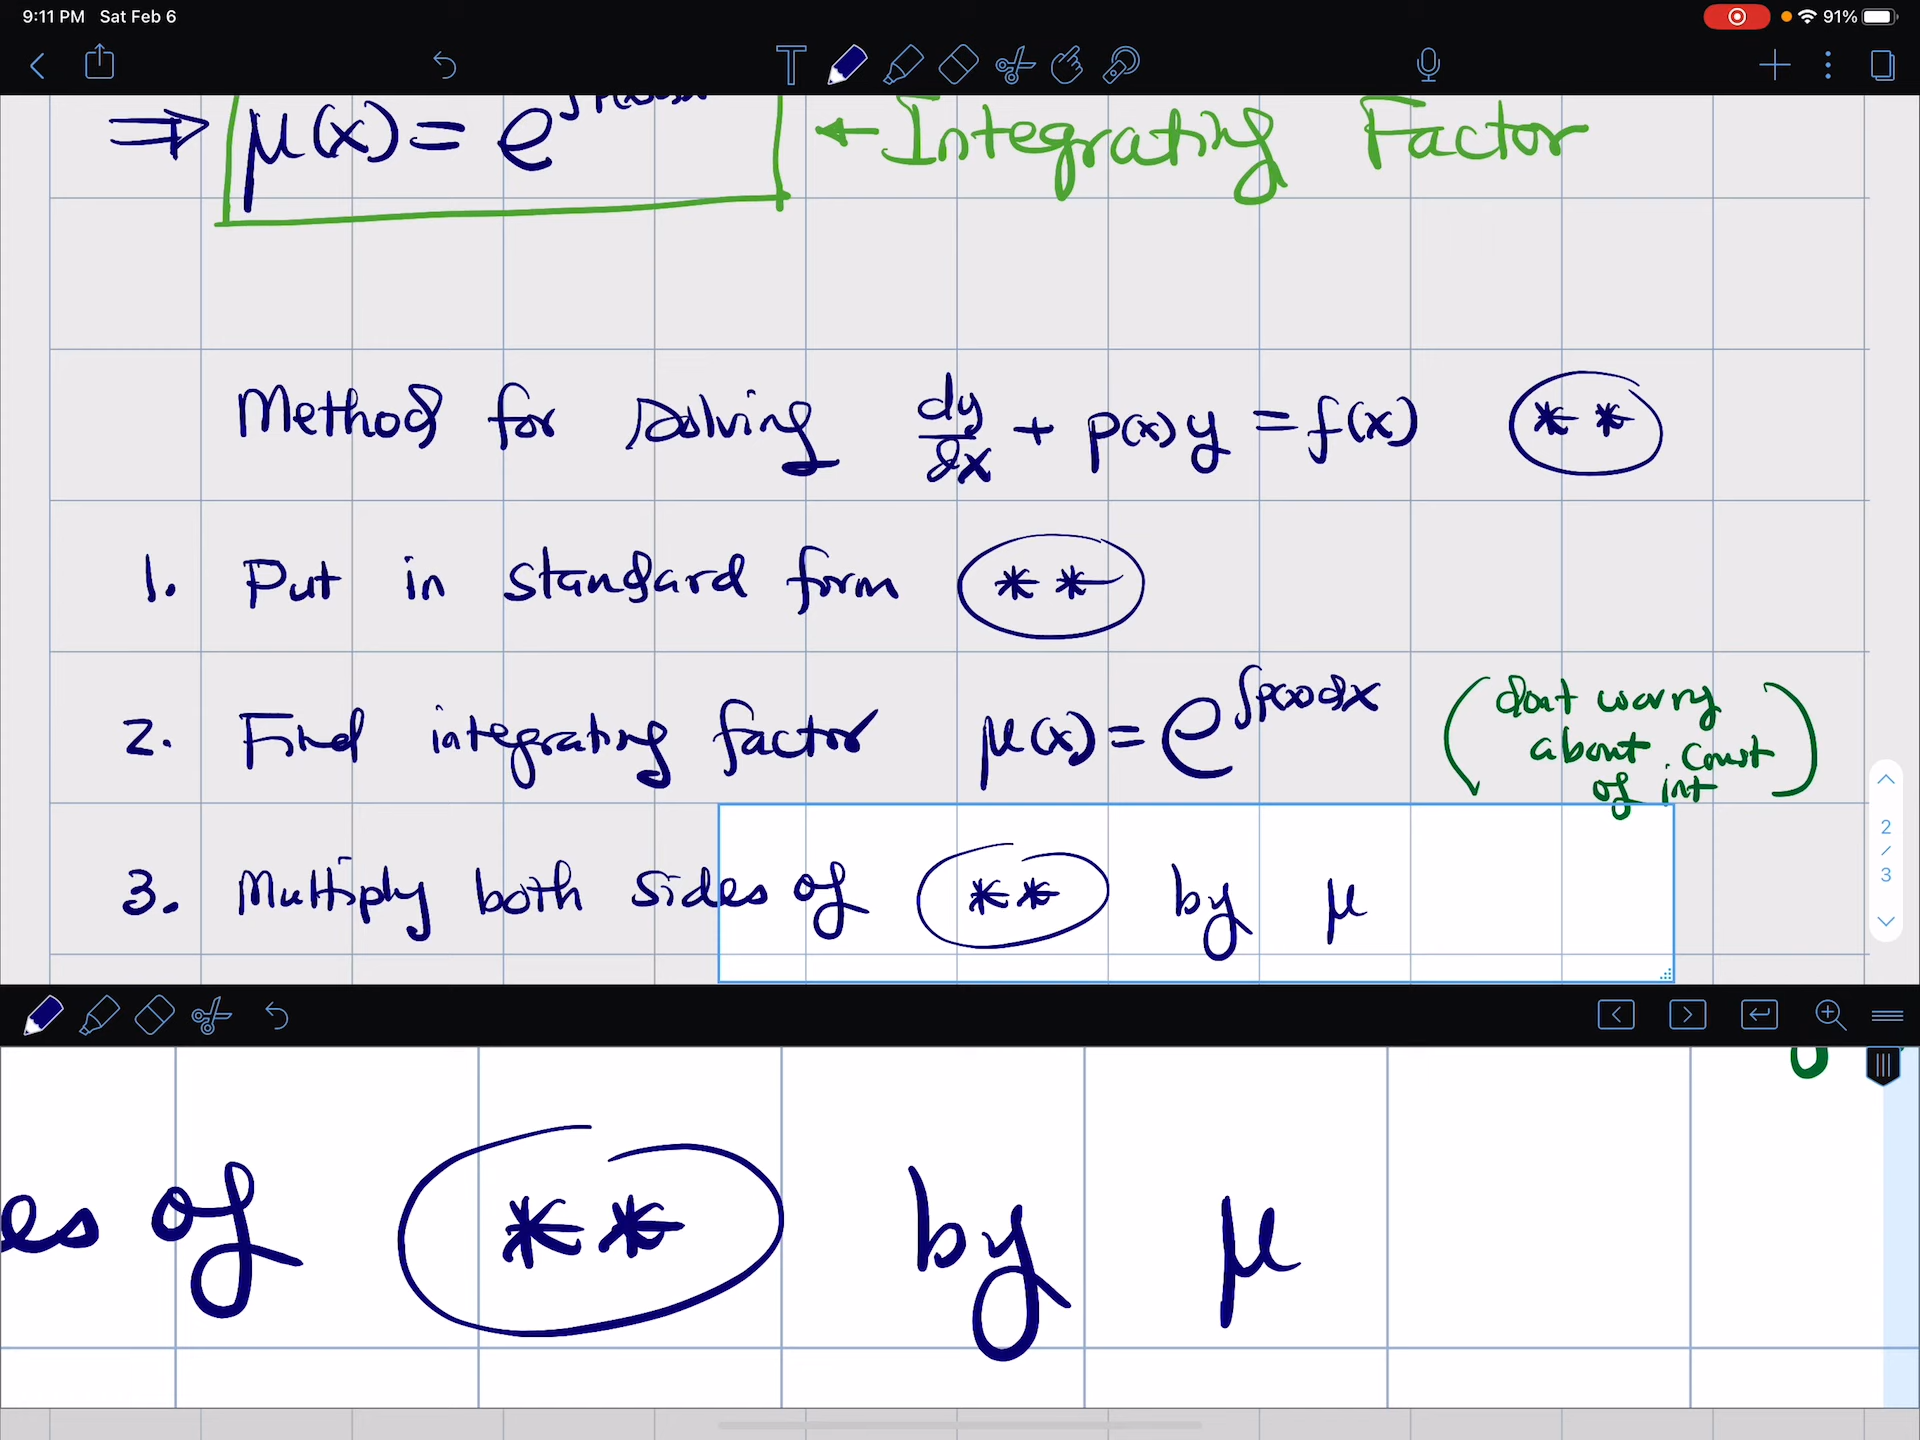 9:11 PM Sat Feb 6
91%
⇒ μ(x) = e^∫p(x)dx ← Integrating Factor
Method for solving dy/dx + p(x)y = f(x) **
1. Put in standard form **
2. Find integrating factor μ(x) = e^∫p(x)dx (dont worry
about const
of int)
3. Multiply both sides of ** by μ
2
/
3
es of ** by μ